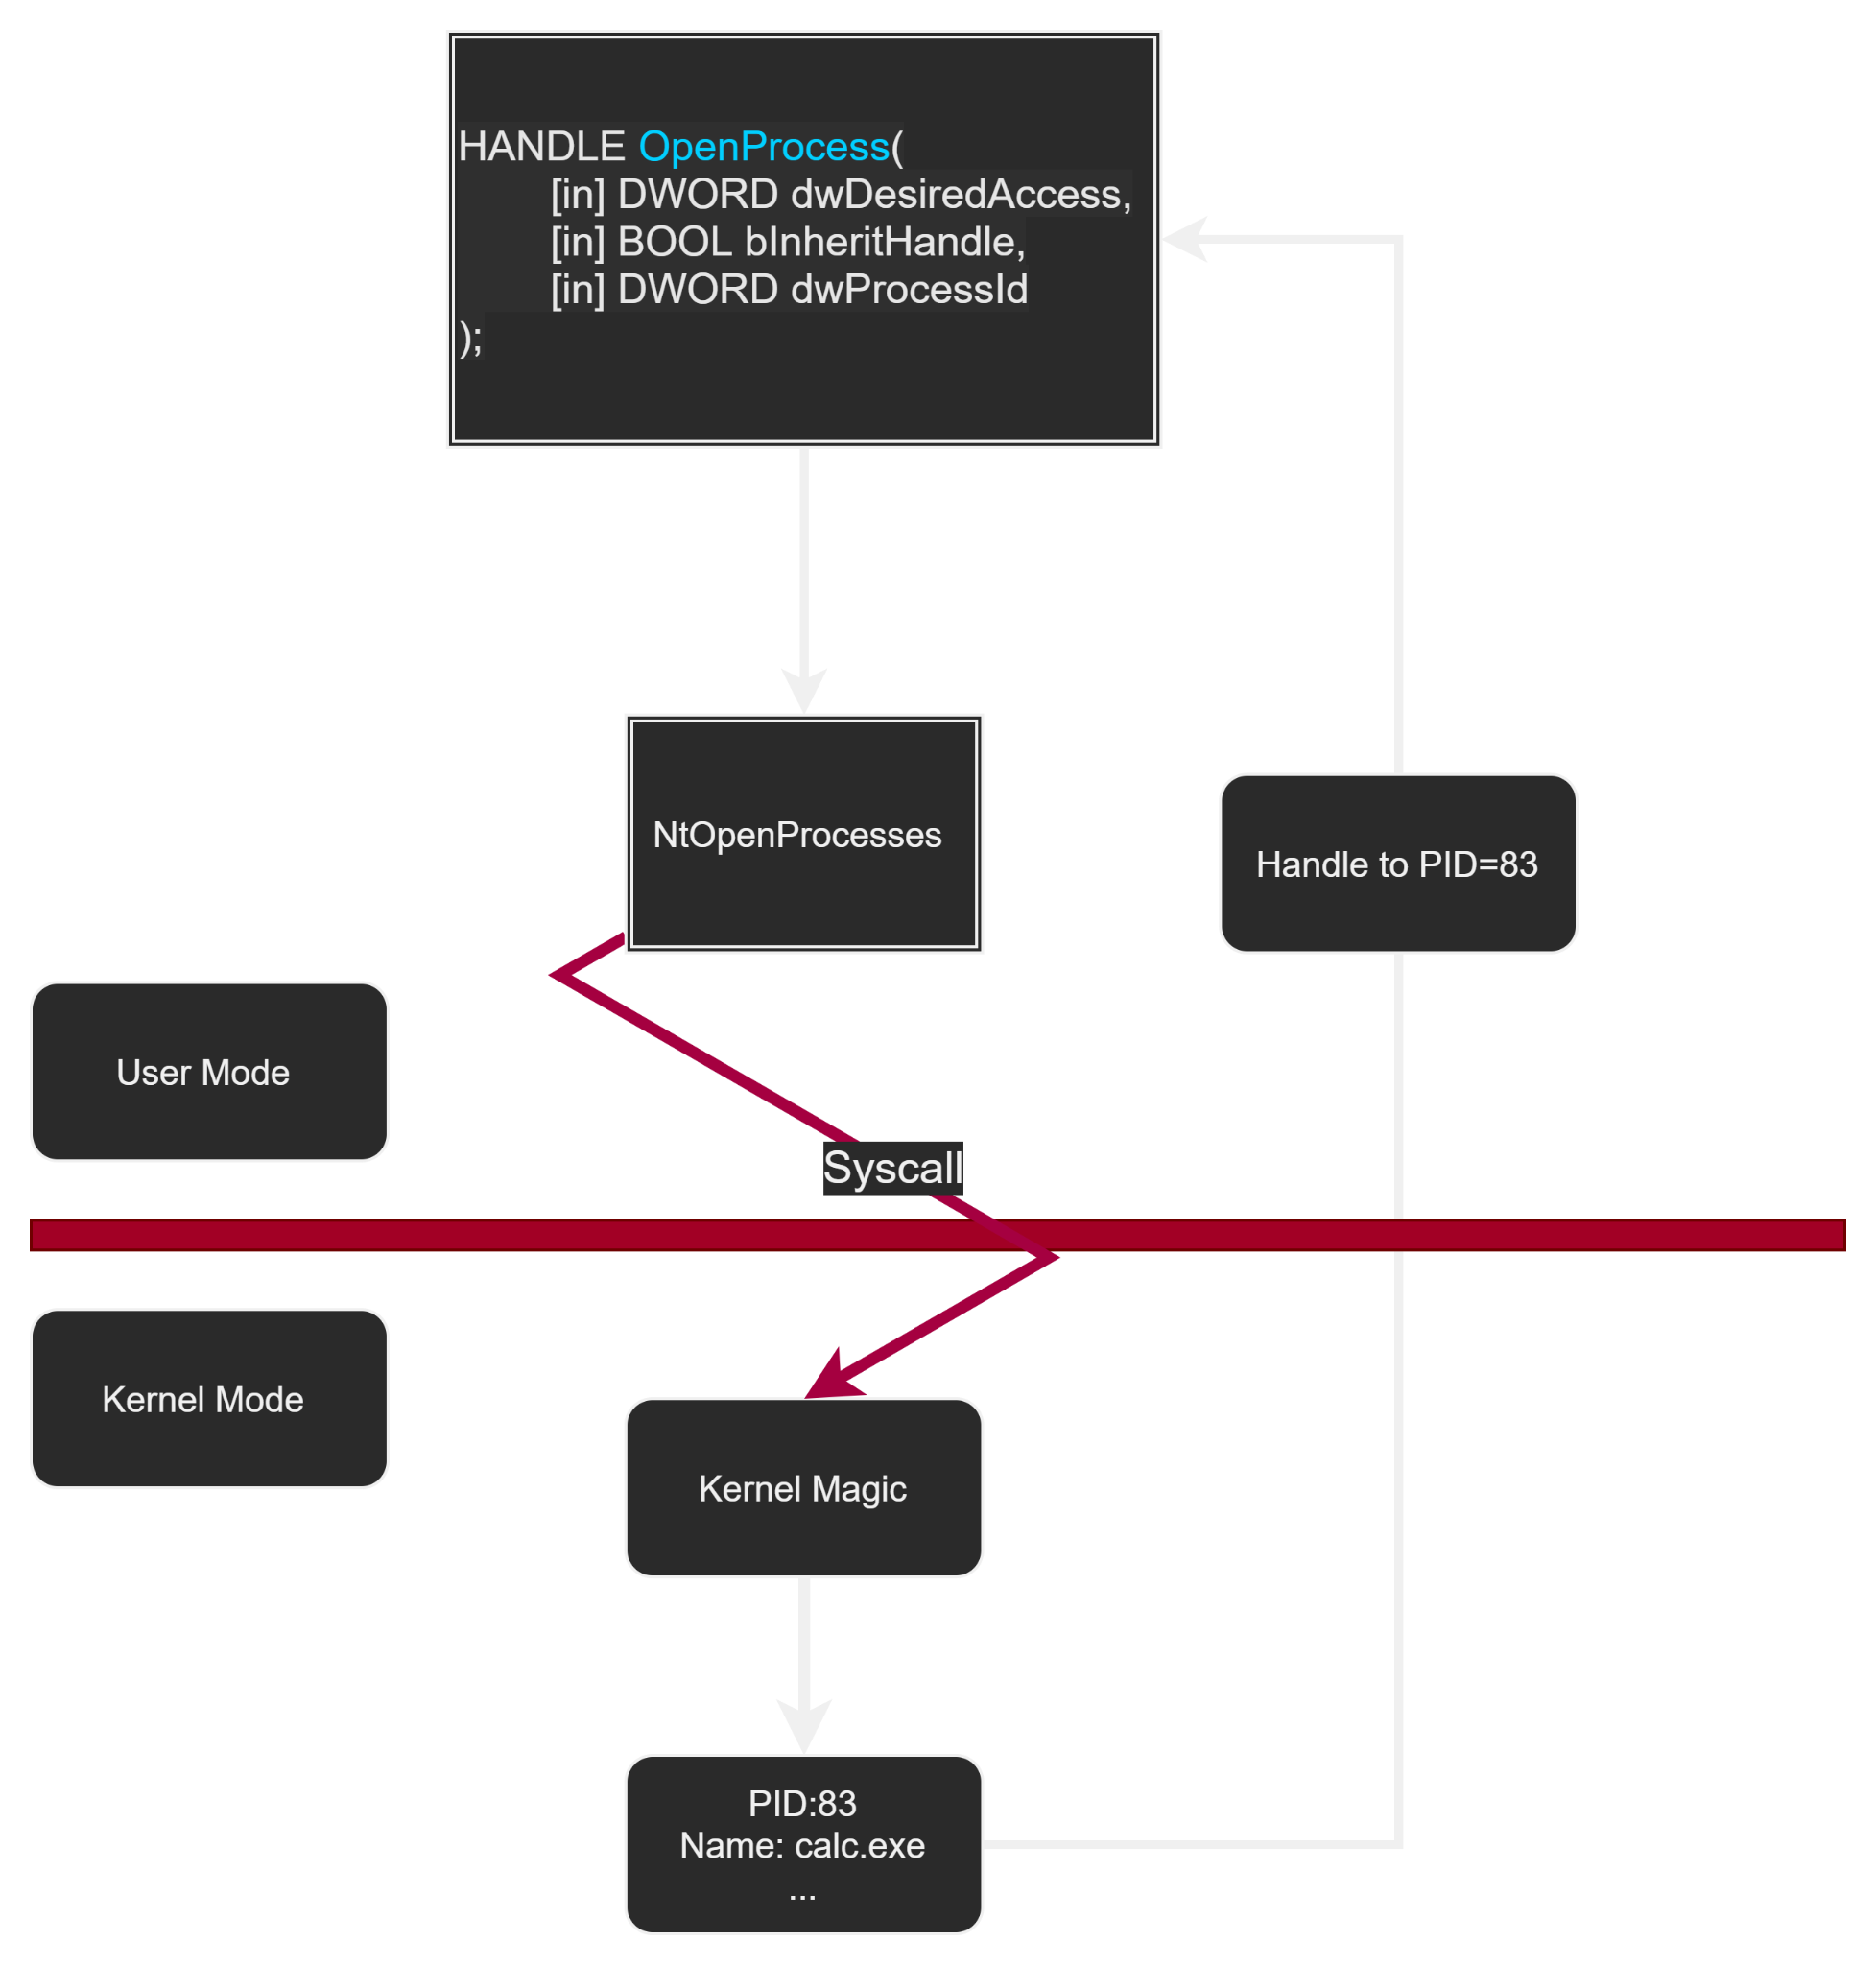 HANDLE OpenProcess(
[in] DWORD dwDesiredAccess,
[in] BOOL bInheritHandle,
[in] DWORD dwProcessId
);
NtOpenProcesses
Handle to PID=83
User Mode
Syscall
Kernel Mode
Kernel Magic
PID:83
Name: calc.exe
...